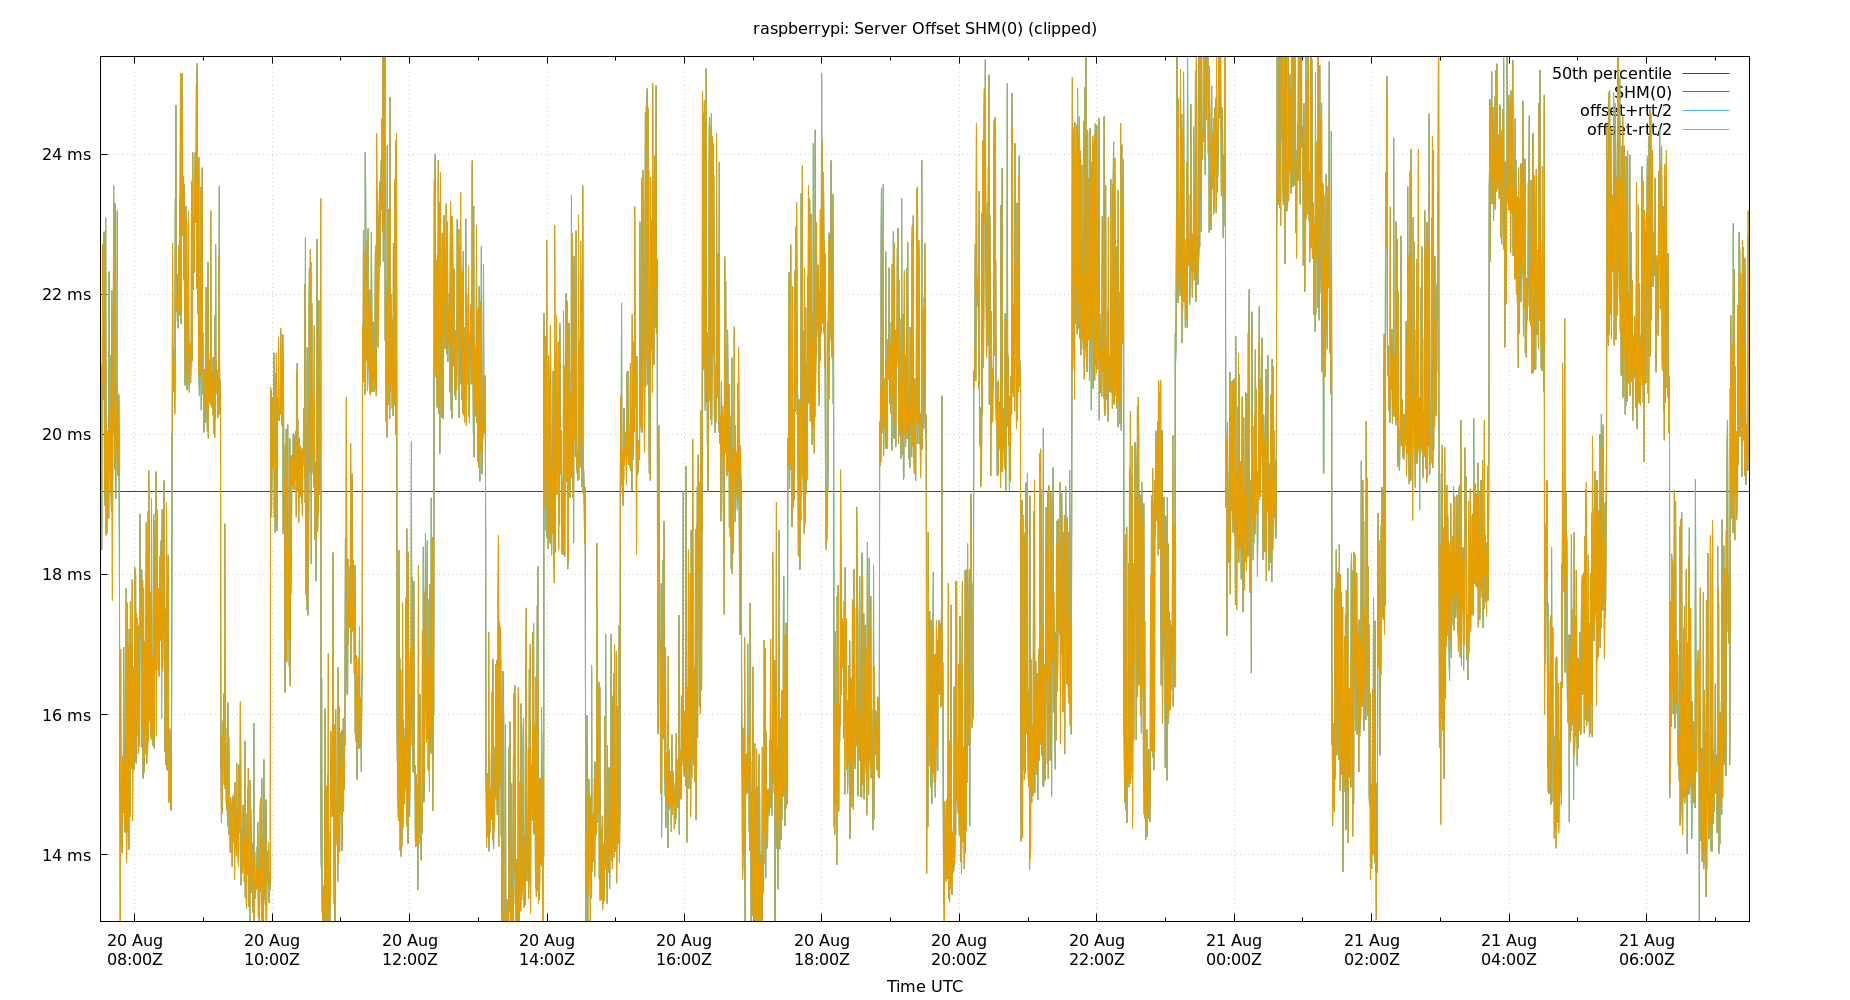 raspberrypi: Server Offset SHM(0) (clipped)
50th percentile
SHM(0)
offset+rtt/2
offset-rtt/2
24 ms
22 ms
20 ms
18 ms
16 ms
14 ms
20 Aug 20 Aug 20 Aug 20 Aug 20 Aug 20 Aug 20 Aug 20 Aug 21 Aug 21 Aug 21 Aug 21 Aug
08:00Z 10:00Z 12:00Z 14:00Z 16:00Z 18:00Z 20:00Z 22:00Z 00:00Z 02:00Z 04:00Z 06:00Z
Time UTC